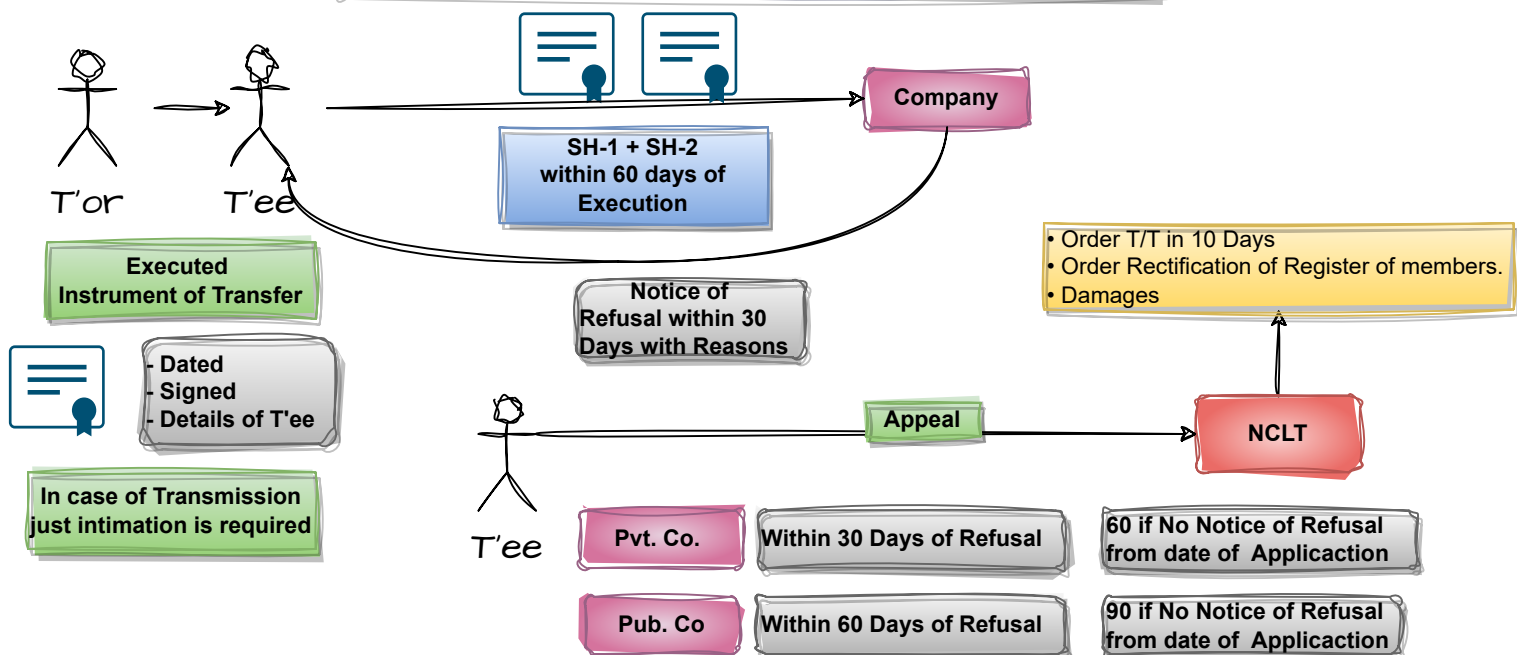 Company
SH-1 + SH-2
within 60 days of
Execution
T'or
T'ee
Executed
Instrument of Transfer
- Dated
- Signed
- Details of T'ee
In case of Transmission
just intimation is required
Notice of
Refusal within 30
Days with Reasons
• Order T/T in 10 Days
• Order Rectification of Register of members.
• Damages
Appeal
NCLT
T'ee
Pvt. Co.
Within 30 Days of Refusal
60 if No Notice of Refusal
from date of Applicaction
Pub. Co
Within 60 Days of Refusal
90 if No Notice of Refusal
from date of Applicaction